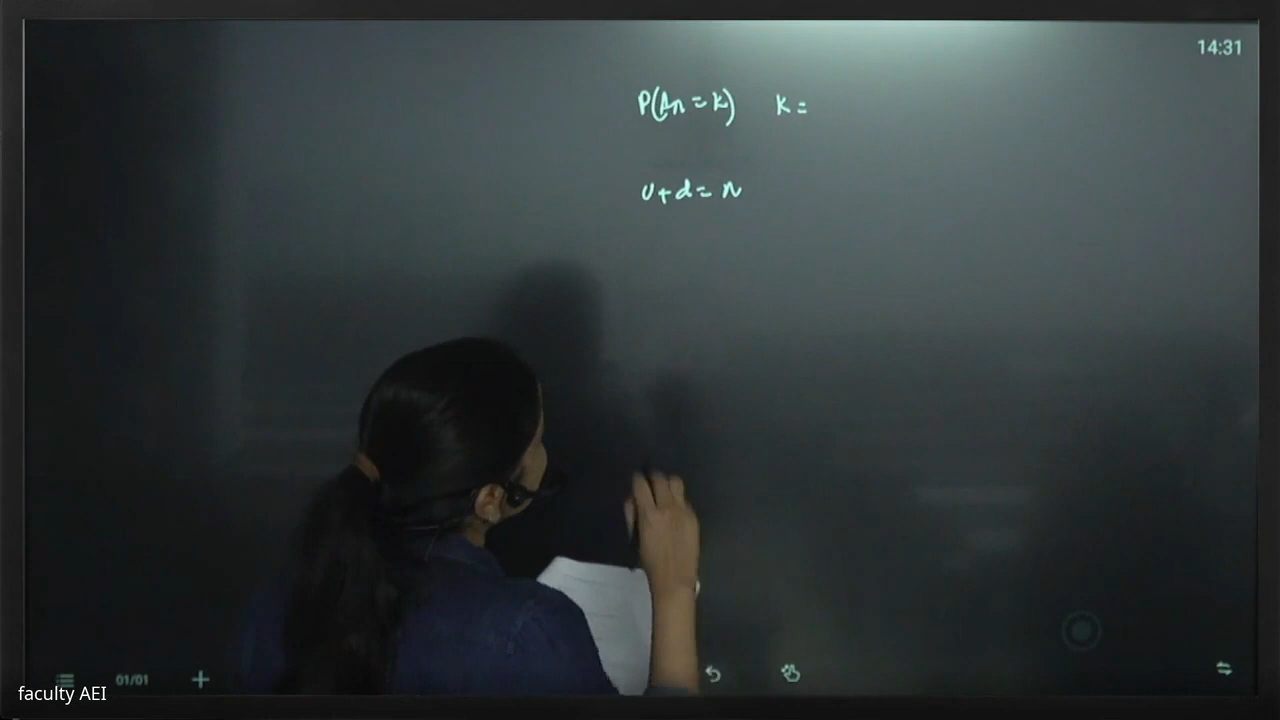 14:31
P(An = k) k =
u + d = n
01/01
faculty AEI